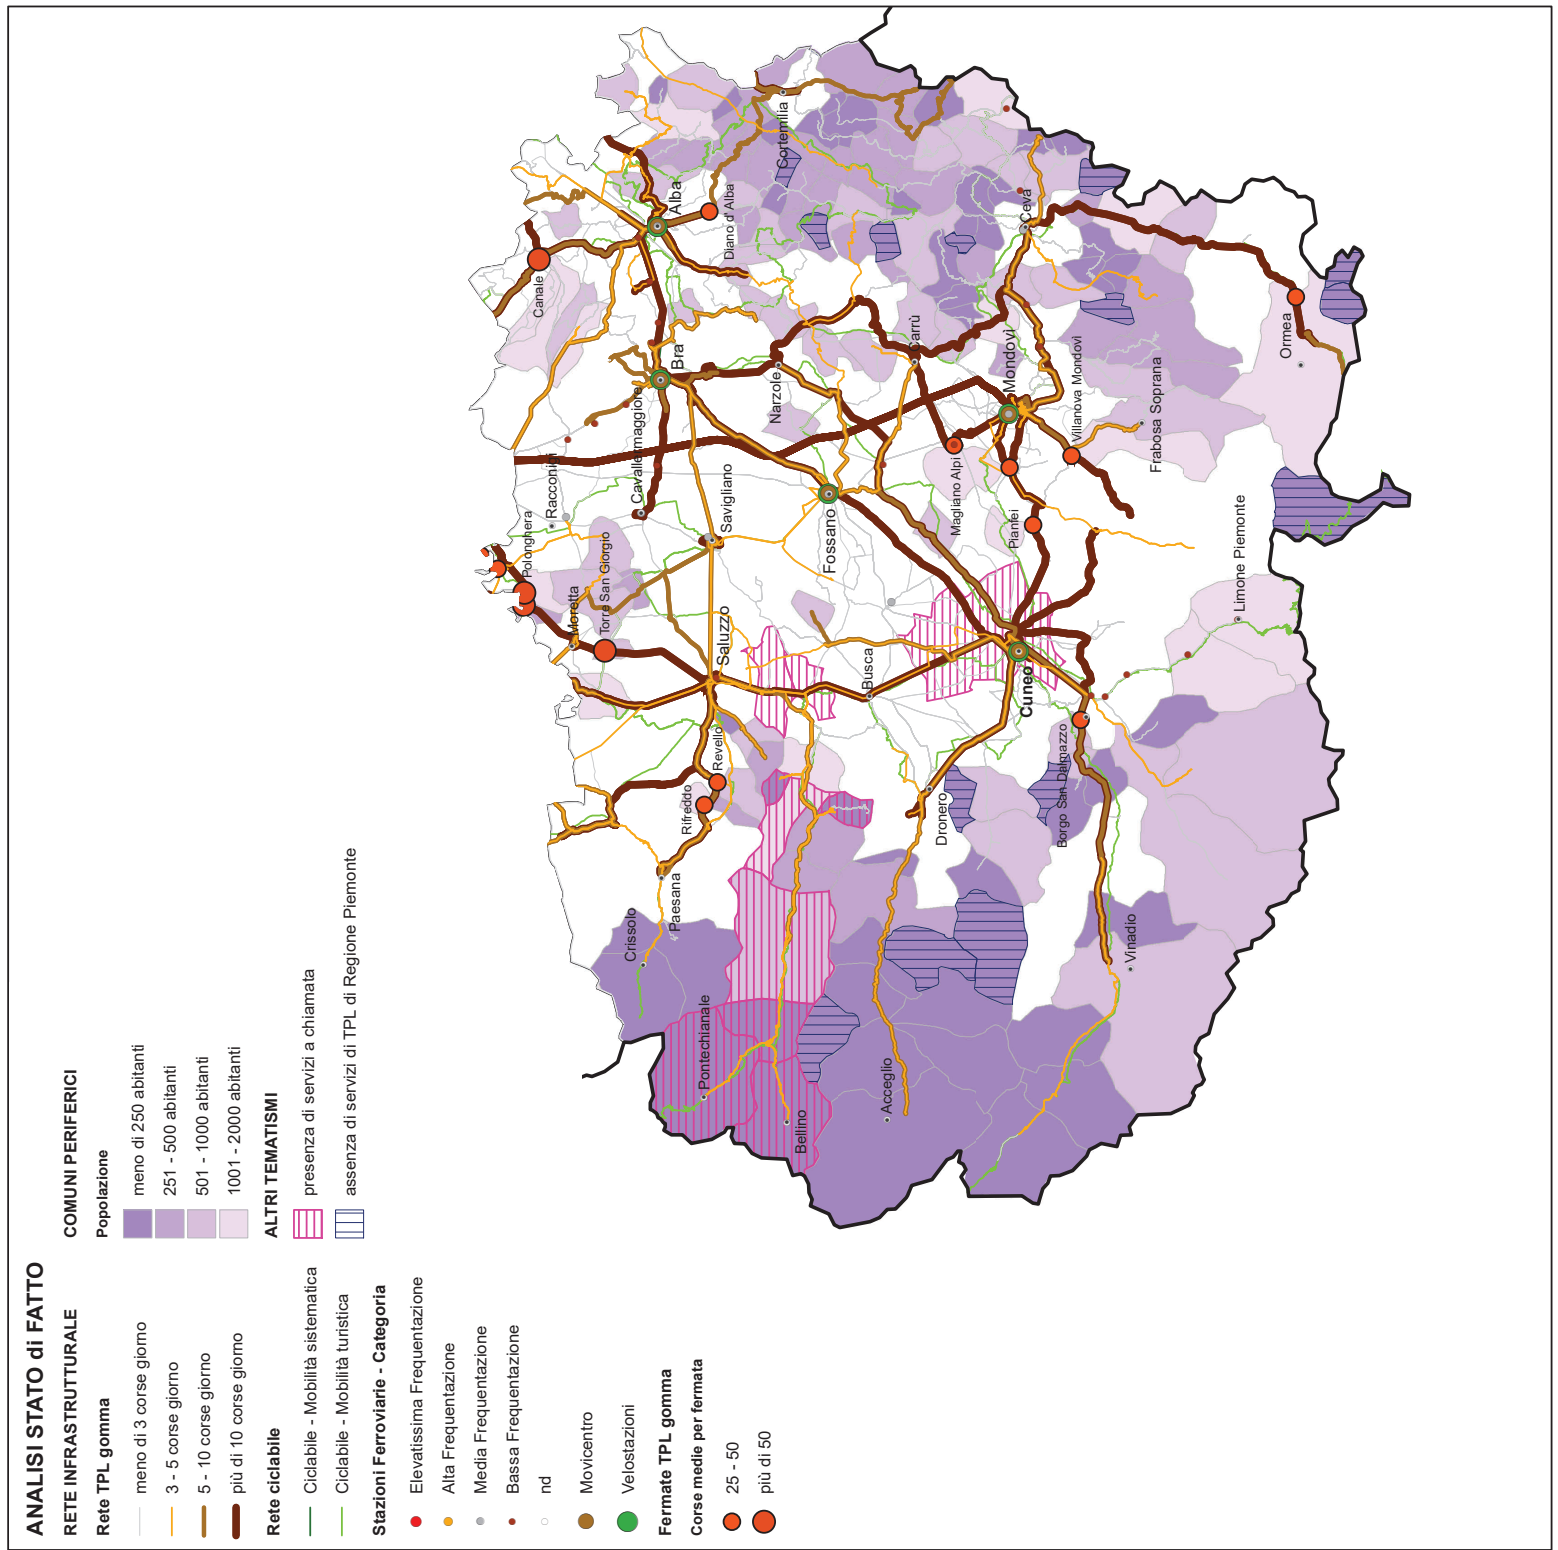 ANALISI STATO di FATTO
RETE INFRASTRUTTURALE
Rete TPL gomma
meno di 3 corse giorno
3 - 5 corse giorno
5 - 10 corse giorno
più di 10 corse giorno
Rete ciclabile
Ciclabile - Mobilità sistematica
Ciclabile - Mobilità turistica
Stazioni Ferroviarie - Categoria
Elevatissima Frequentazione
Alta Frequentazione
Media Frequentazione
Bassa Frequentazione
nd
Movicentro
Velostazioni
Fermate TPL gomma
Corse medie per fermata
25 - 50
più di 50
COMUNI PERIFERICI
Popolazione
meno di 250 abitanti
251 - 500 abitanti
501 - 1000 abitanti
1001 - 2000 abitanti
ALTRI TEMATISMI
presenza di servizi a chiamata
assenza di servizi di TPL di Regione Piemonte
Crissolo
Paesana
Pontechianale
Bellino
Acceglio
Vinadio
Rifreddo
Revello
Dronero
Borgo San Dalmazzo
Moretta
Torre San Giorgio
Polonghera
Racconigi
Cavallermaggiore
Savigliano
Saluzzo
Busca
Cuneo
Fossano
Limone Piemonte
Pianfei
Magliano Alpi
Villanova Mondovì
Frabosa Soprana
Mondovì
Carrù
Narzole
Bra
Canale
Alba
Diano d'Alba
Cortemilia
Ceva
Ormea